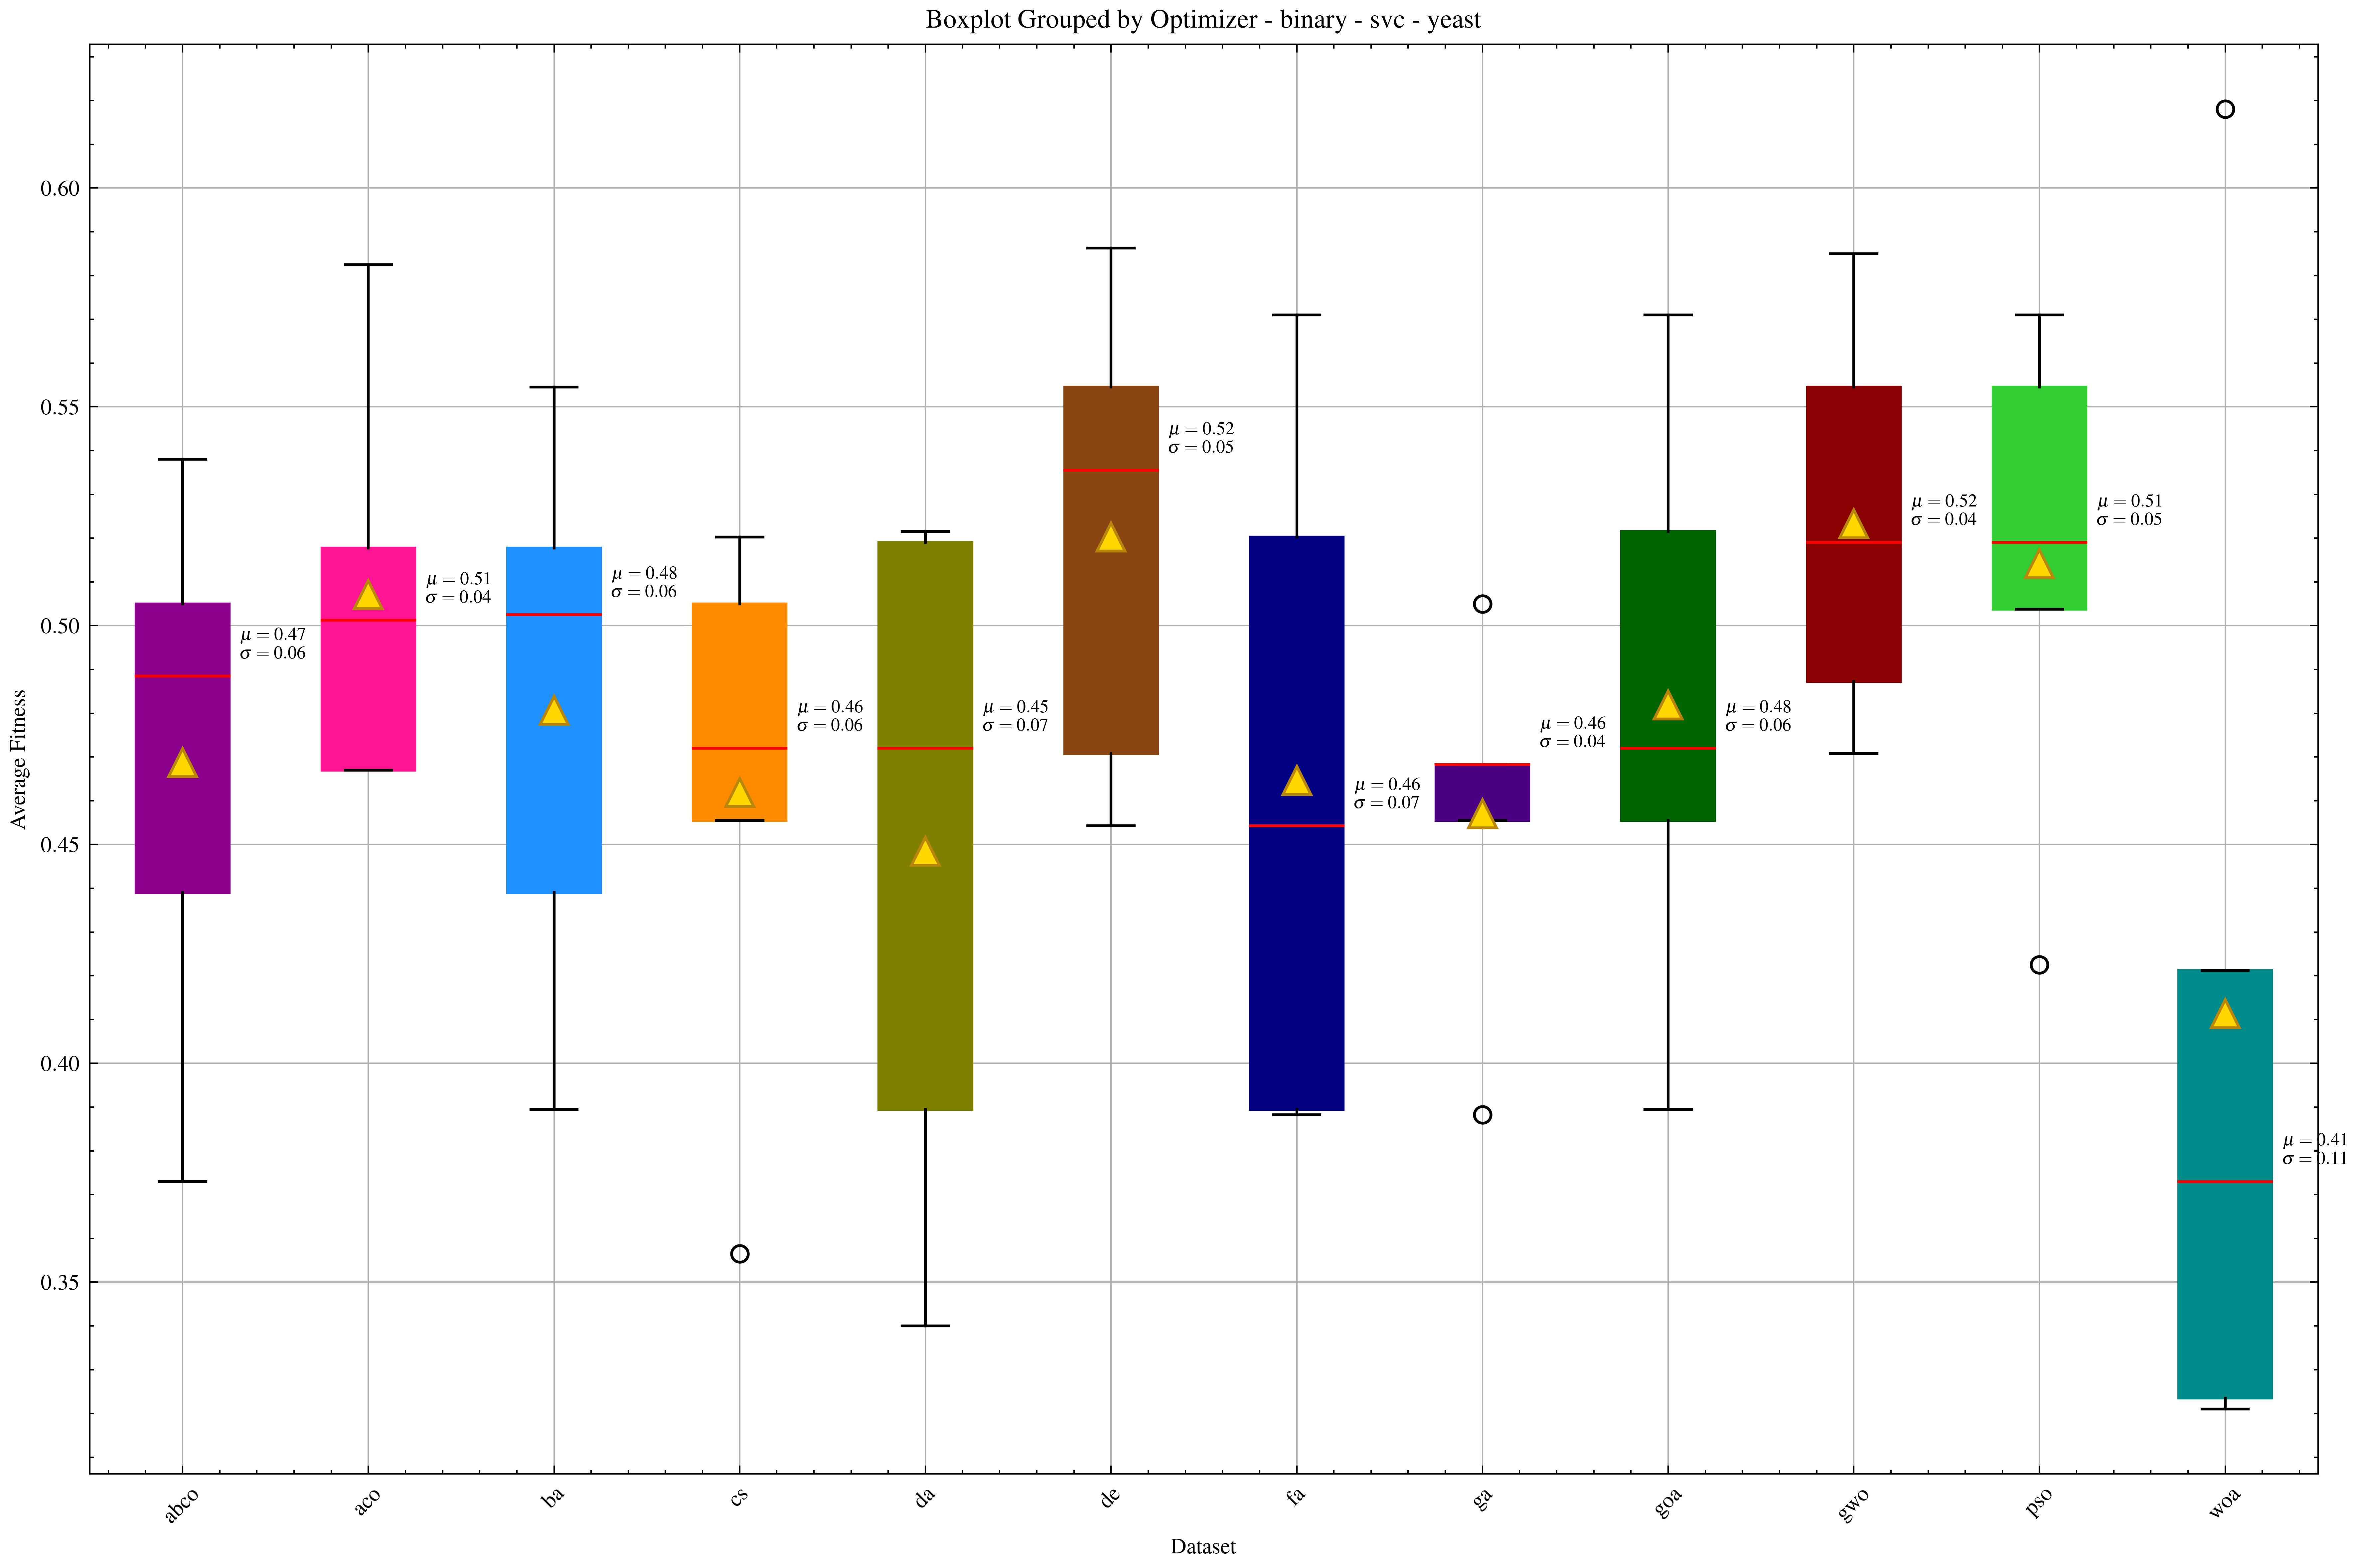 Boxplot Grouped by Optimizer - binary - svc - yeast
Average Fitness
0.60
0.55
0.50
0.45
0.40
0.35
μ = 0.47
σ = 0.06
μ = 0.51
σ = 0.04
μ = 0.48
σ = 0.06
μ = 0.46
σ = 0.06
μ = 0.45
σ = 0.07
μ = 0.52
σ = 0.05
μ = 0.46
σ = 0.07
μ = 0.46
σ = 0.04
μ = 0.48
σ = 0.06
μ = 0.52
σ = 0.04
μ = 0.51
σ = 0.05
μ = 0.41
σ = 0.11
abco
aco
ba
cs
da
de
fa
ga
goa
gwo
pso
woa
Dataset